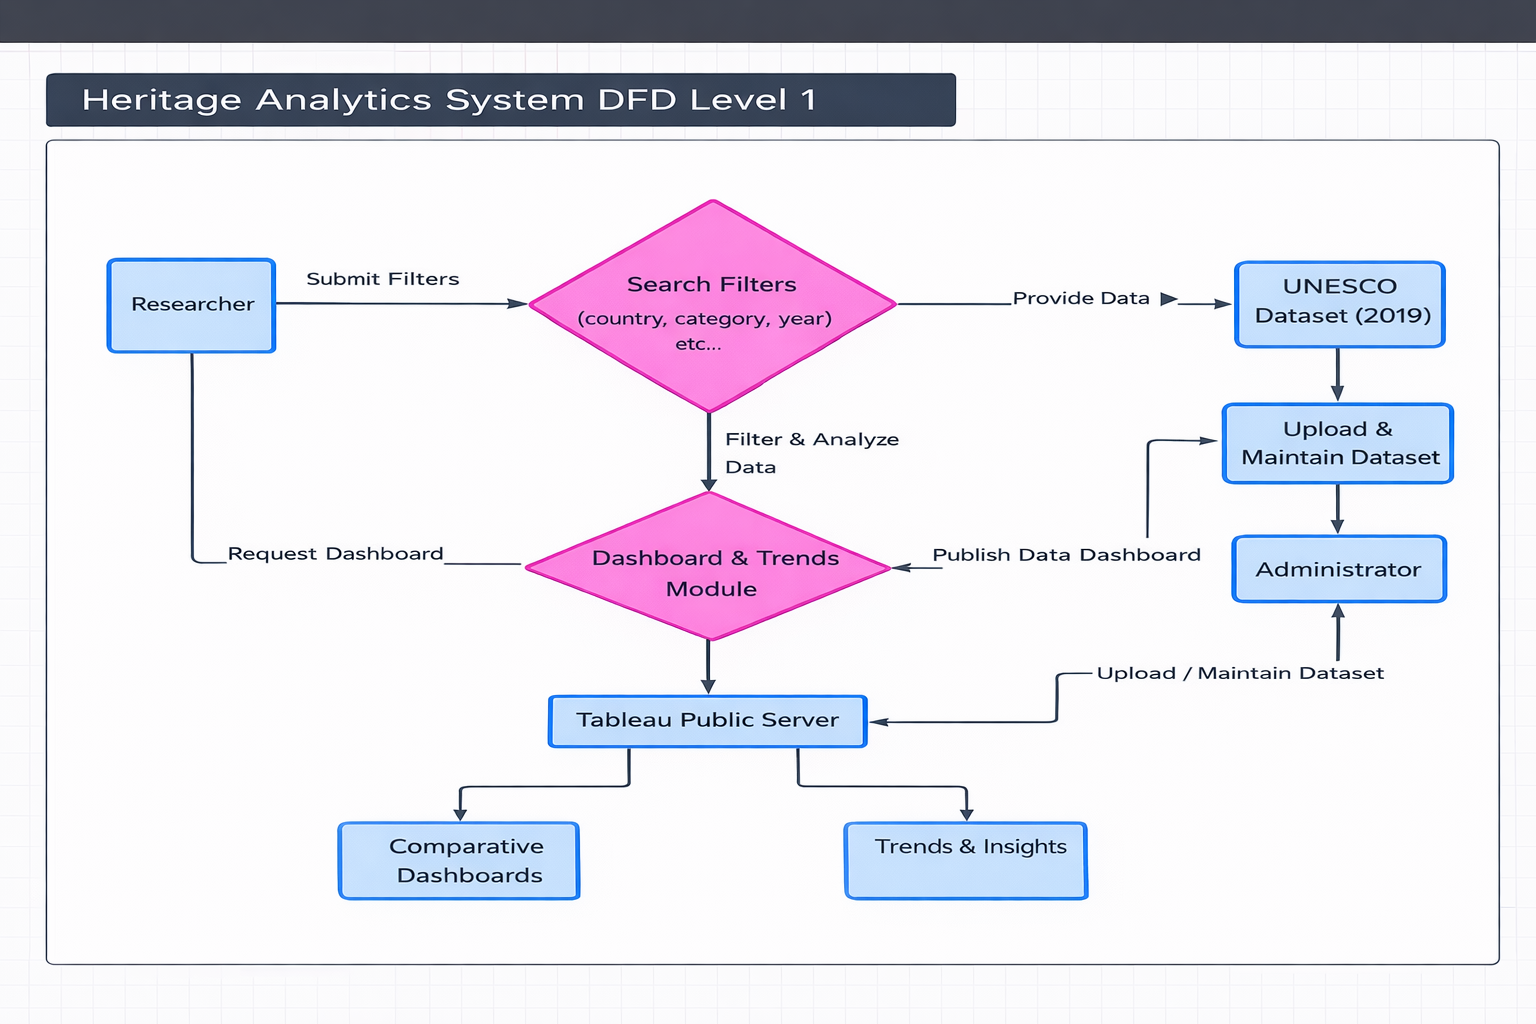 Heritage Analytics System DFD Level 1
Researcher
Submit Filters
Search Filters
(country, category, year)
etc...
Provide Data
UNESCO
Dataset (2019)
Filter & Analyze
Data
Upload &
Maintain Dataset
Request Dashboard
Dashboard & Trends
Module
Publish Data Dashboard
Administrator
Upload / Maintain Dataset
Tableau Public Server
Comparative
Dashboards
Trends & Insights